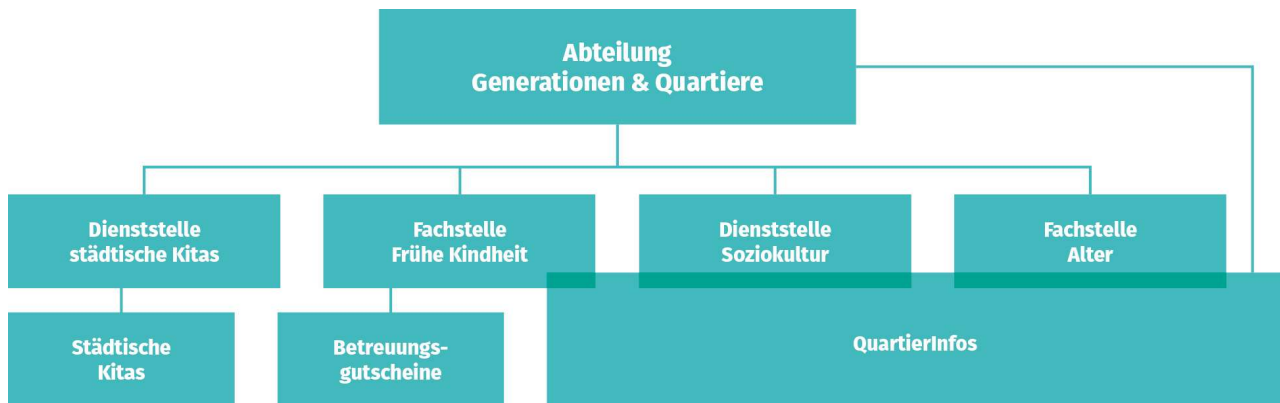 Abteilung
Generationen & Quartiere
Dienststelle
städtische Kitas
Fachstelle
Frühe Kindheit
Dienststelle
Soziokultur
Fachstelle
Alter
Städtische
Kitas
Betreuungs-
gutscheine
QuartierInfos